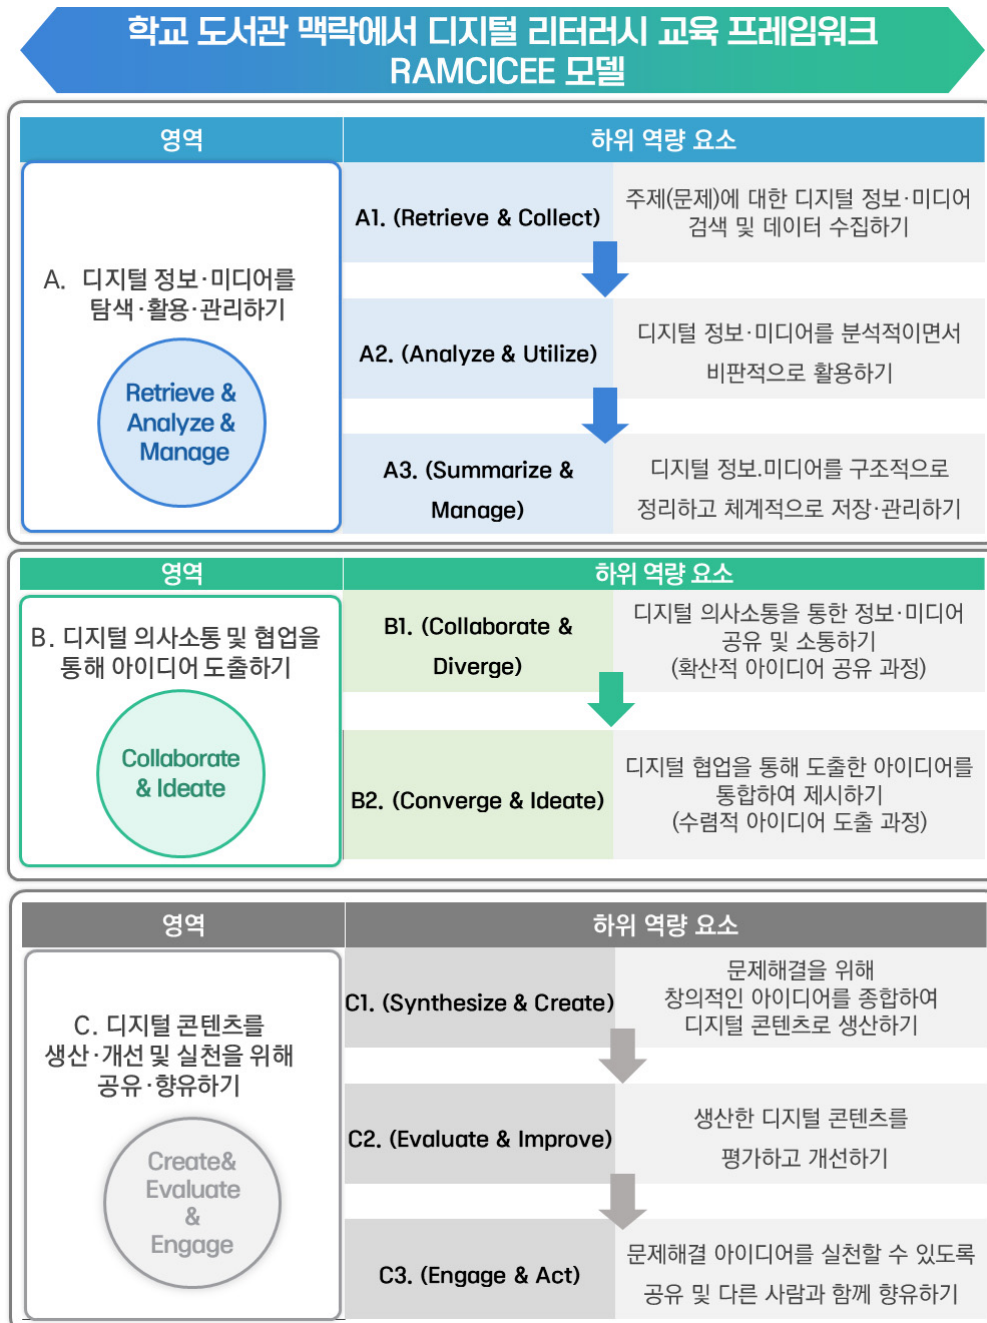 학교 도서관 맥락에서 디지털 리터러시 교육 프레임워크
RAMCICEE 모델
영역
하위 역량 요소
A. 디지털 정보·미디어를
탐색·활용·관리하기
Retrieve &
Analyze &
Manage
A1. (Retrieve & Collect)
주제(문제)에 대한 디지털 정보·미디어
검색 및 데이터 수집하기
A2. (Analyze & Utilize)
디지털 정보·미디어를 분석적이면서
비판적으로 활용하기
A3. (Summarize &
Manage)
디지털 정보.미디어를 구조적으로
정리하고 체계적으로 저장·관리하기
영역
하위 역량 요소
B. 디지털 의사소통 및 협업을
통해 아이디어 도출하기
Collaborate
& Ideate
B1. (Collaborate &
Diverge)
디지털 의사소통을 통한 정보·미디어
공유 및 소통하기
(확산적 아이디어 공유 과정)
B2. (Converge & Ideate)
디지털 협업을 통해 도출한 아이디어를
통합하여 제시하기
(수렴적 아이디어 도출 과정)
영역
하위 역량 요소
C. 디지털 콘텐츠를
생산·개선 및 실천을 위해
공유·향유하기
Create&
Evaluate
&
Engage
C1. (Synthesize & Create)
문제해결을 위해
창의적인 아이디어를 종합하여
디지털 콘텐츠로 생산하기
C2. (Evaluate & Improve)
생산한 디지털 콘텐츠를
평가하고 개선하기
C3. (Engage & Act)
문제해결 아이디어를 실천할 수 있도록
공유 및 다른 사람과 함께 향유하기